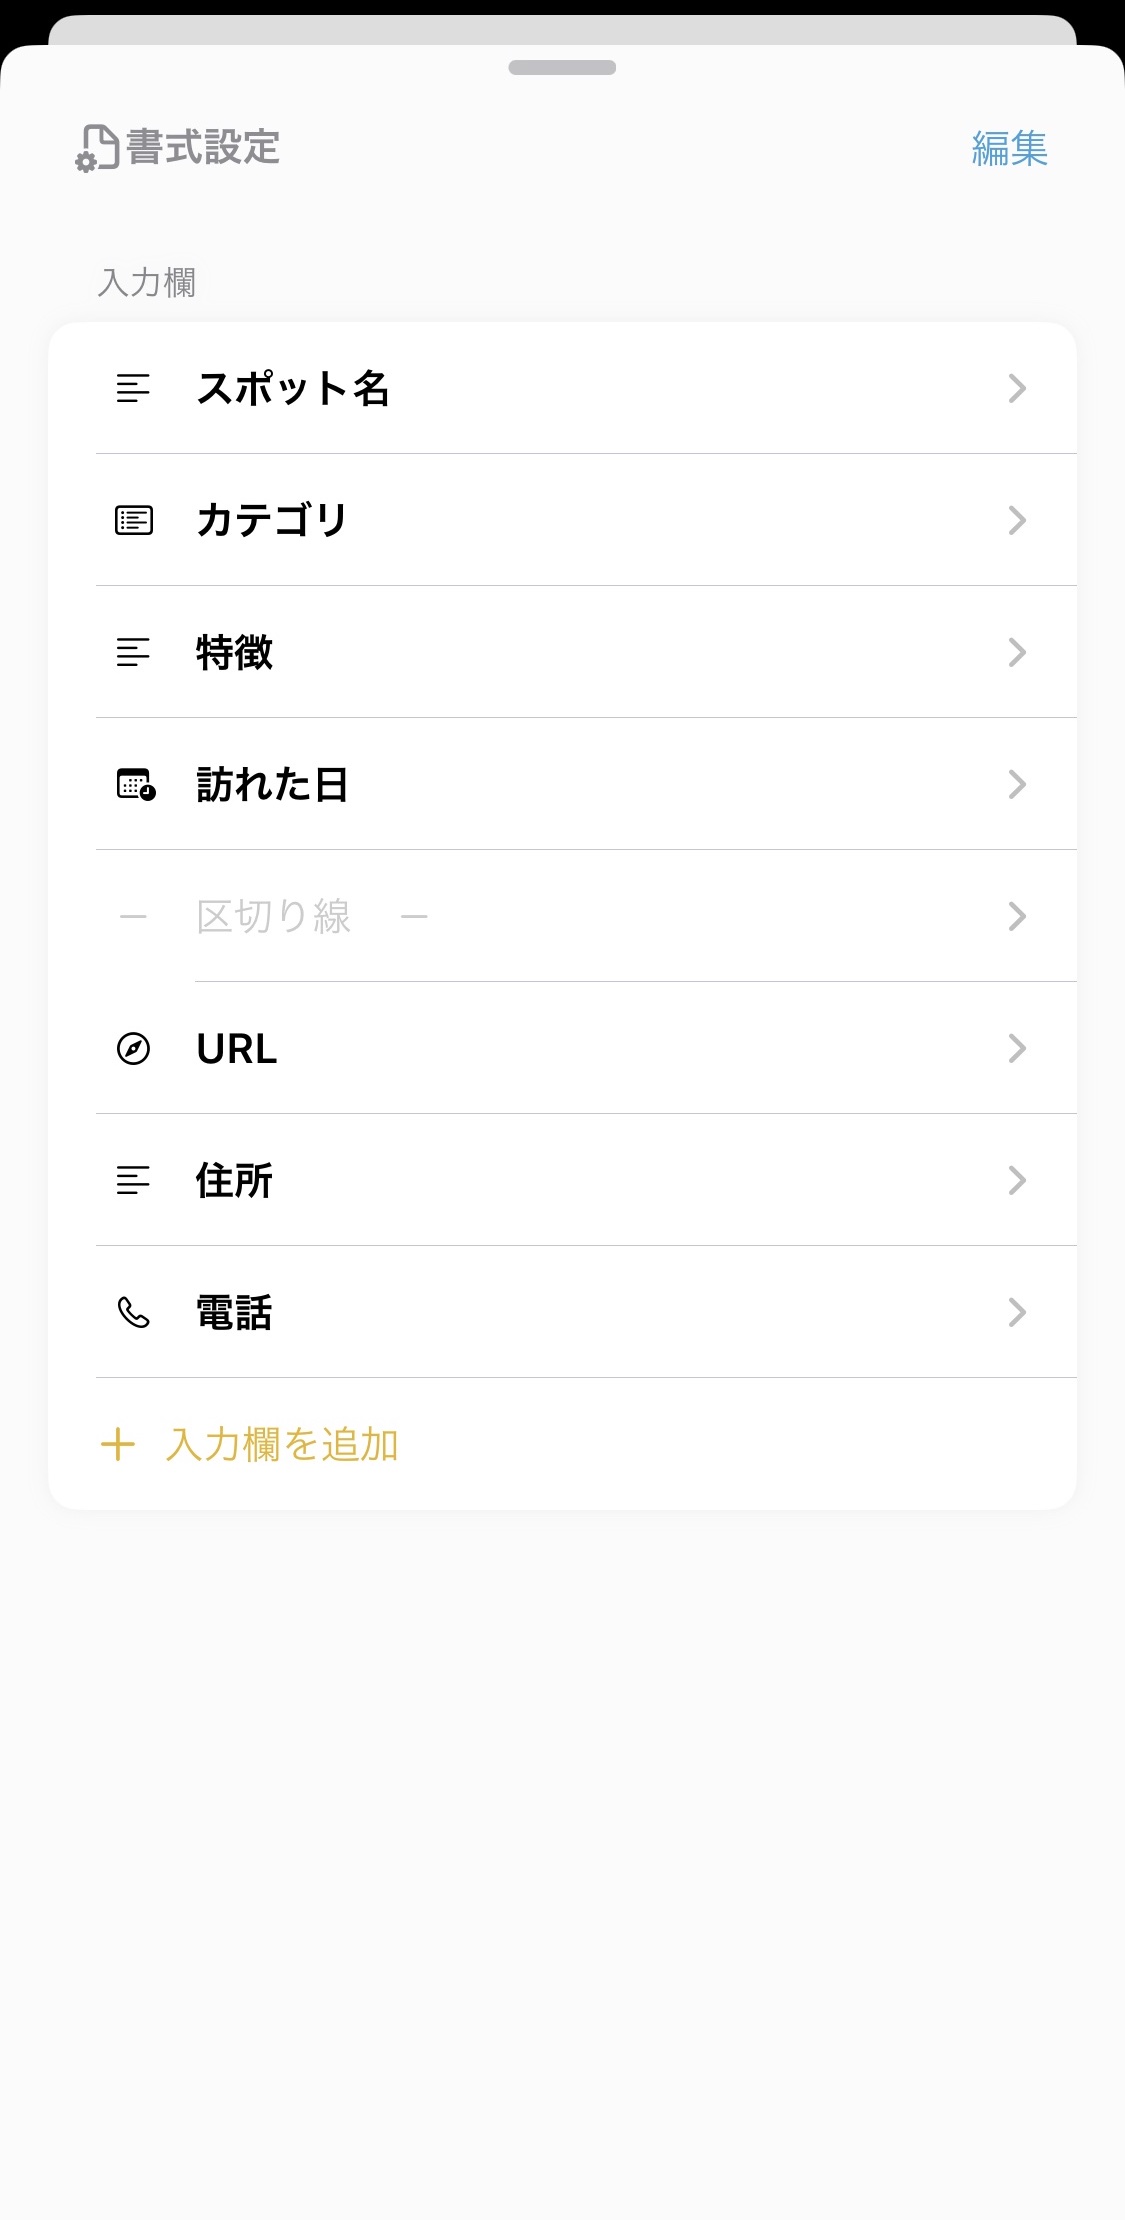 書式設定
編集
入力欄
スポット名
カテゴリ
特徴
訪れた日
— 区切り線 —
URL
住所
電話
+ 入力欄を追加